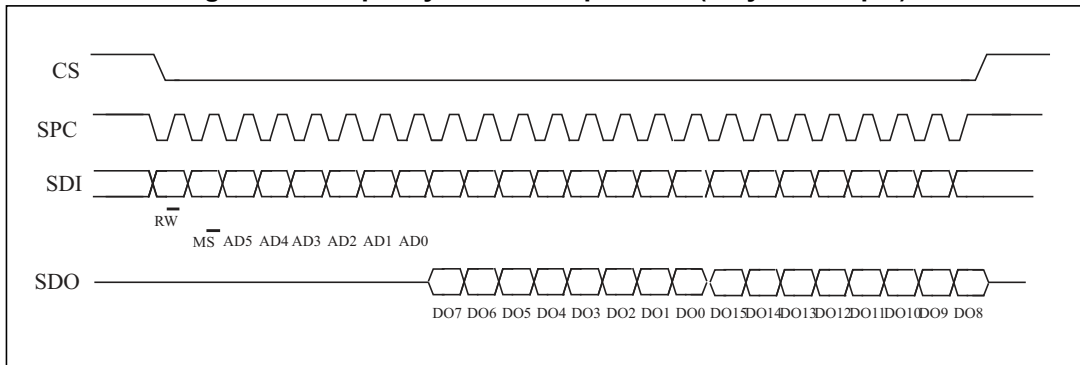 CS
SPC
SDI
RW
MS AD5 AD4 AD3 AD2 AD1 AD0
SDO
DO7 DO6 DO5 DO4 DO3 DO2 DO1 DO0 DO15 DO14 DO13 DO12 DO11 DO10 DO9 DO8